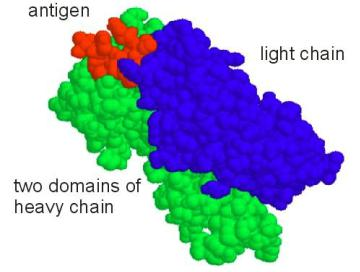 antigen
light chain
two domains of
heavy chain